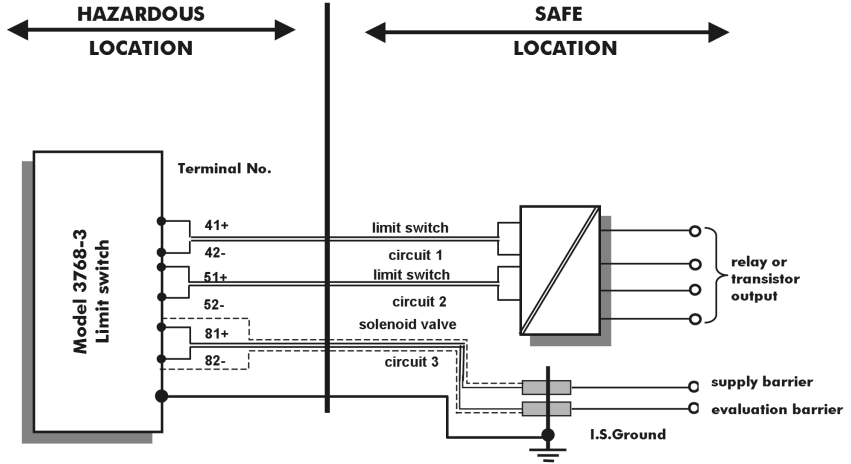 HAZARDOUS
LOCATION
SAFE
LOCATION
Terminal No.
Model 3768-3
Limit switch
41+
42-
51+
52-
81+
82-
limit switch
circuit 1
limit switch
circuit 2
solenoid valve
circuit 3
relay or
transistor
output
supply barrier
evaluation barrier
I.S.Ground